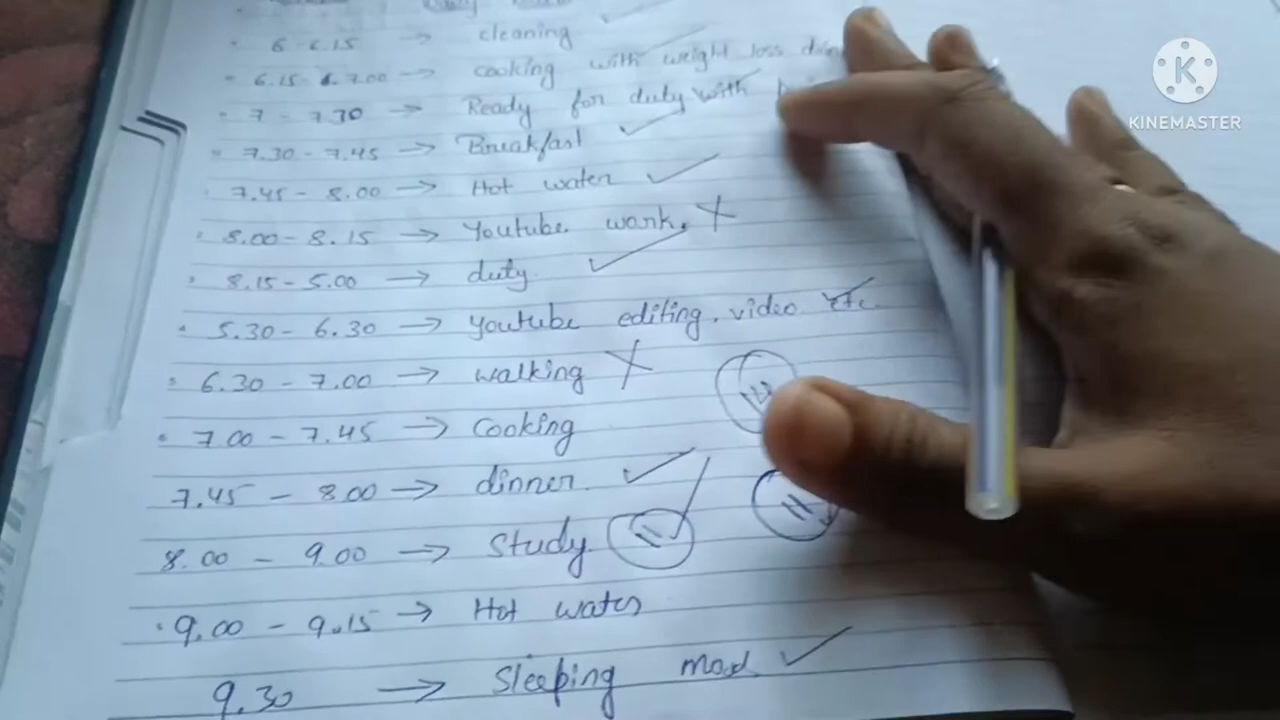 6-6.15 → cleaning
6.15-6.7.00 → cooking with weight loss
7-7.30 → Ready for duty with
7.30-7.45 → Breakfast
7.45-8.00 → Hot water
8.00-8.15 → Youtube work. X
8.15-5.00 → duty.
5.30-6.30 → youtube editing, video etc
6.30-7.00 → walking X
7.00-7.45 → Cooking
7.45-8.00 → dinner.
8.00-9.00 → Study. 11
11
9.00-9.15 → Hot water
9.30 → Sleeping mod
KINEMASTER